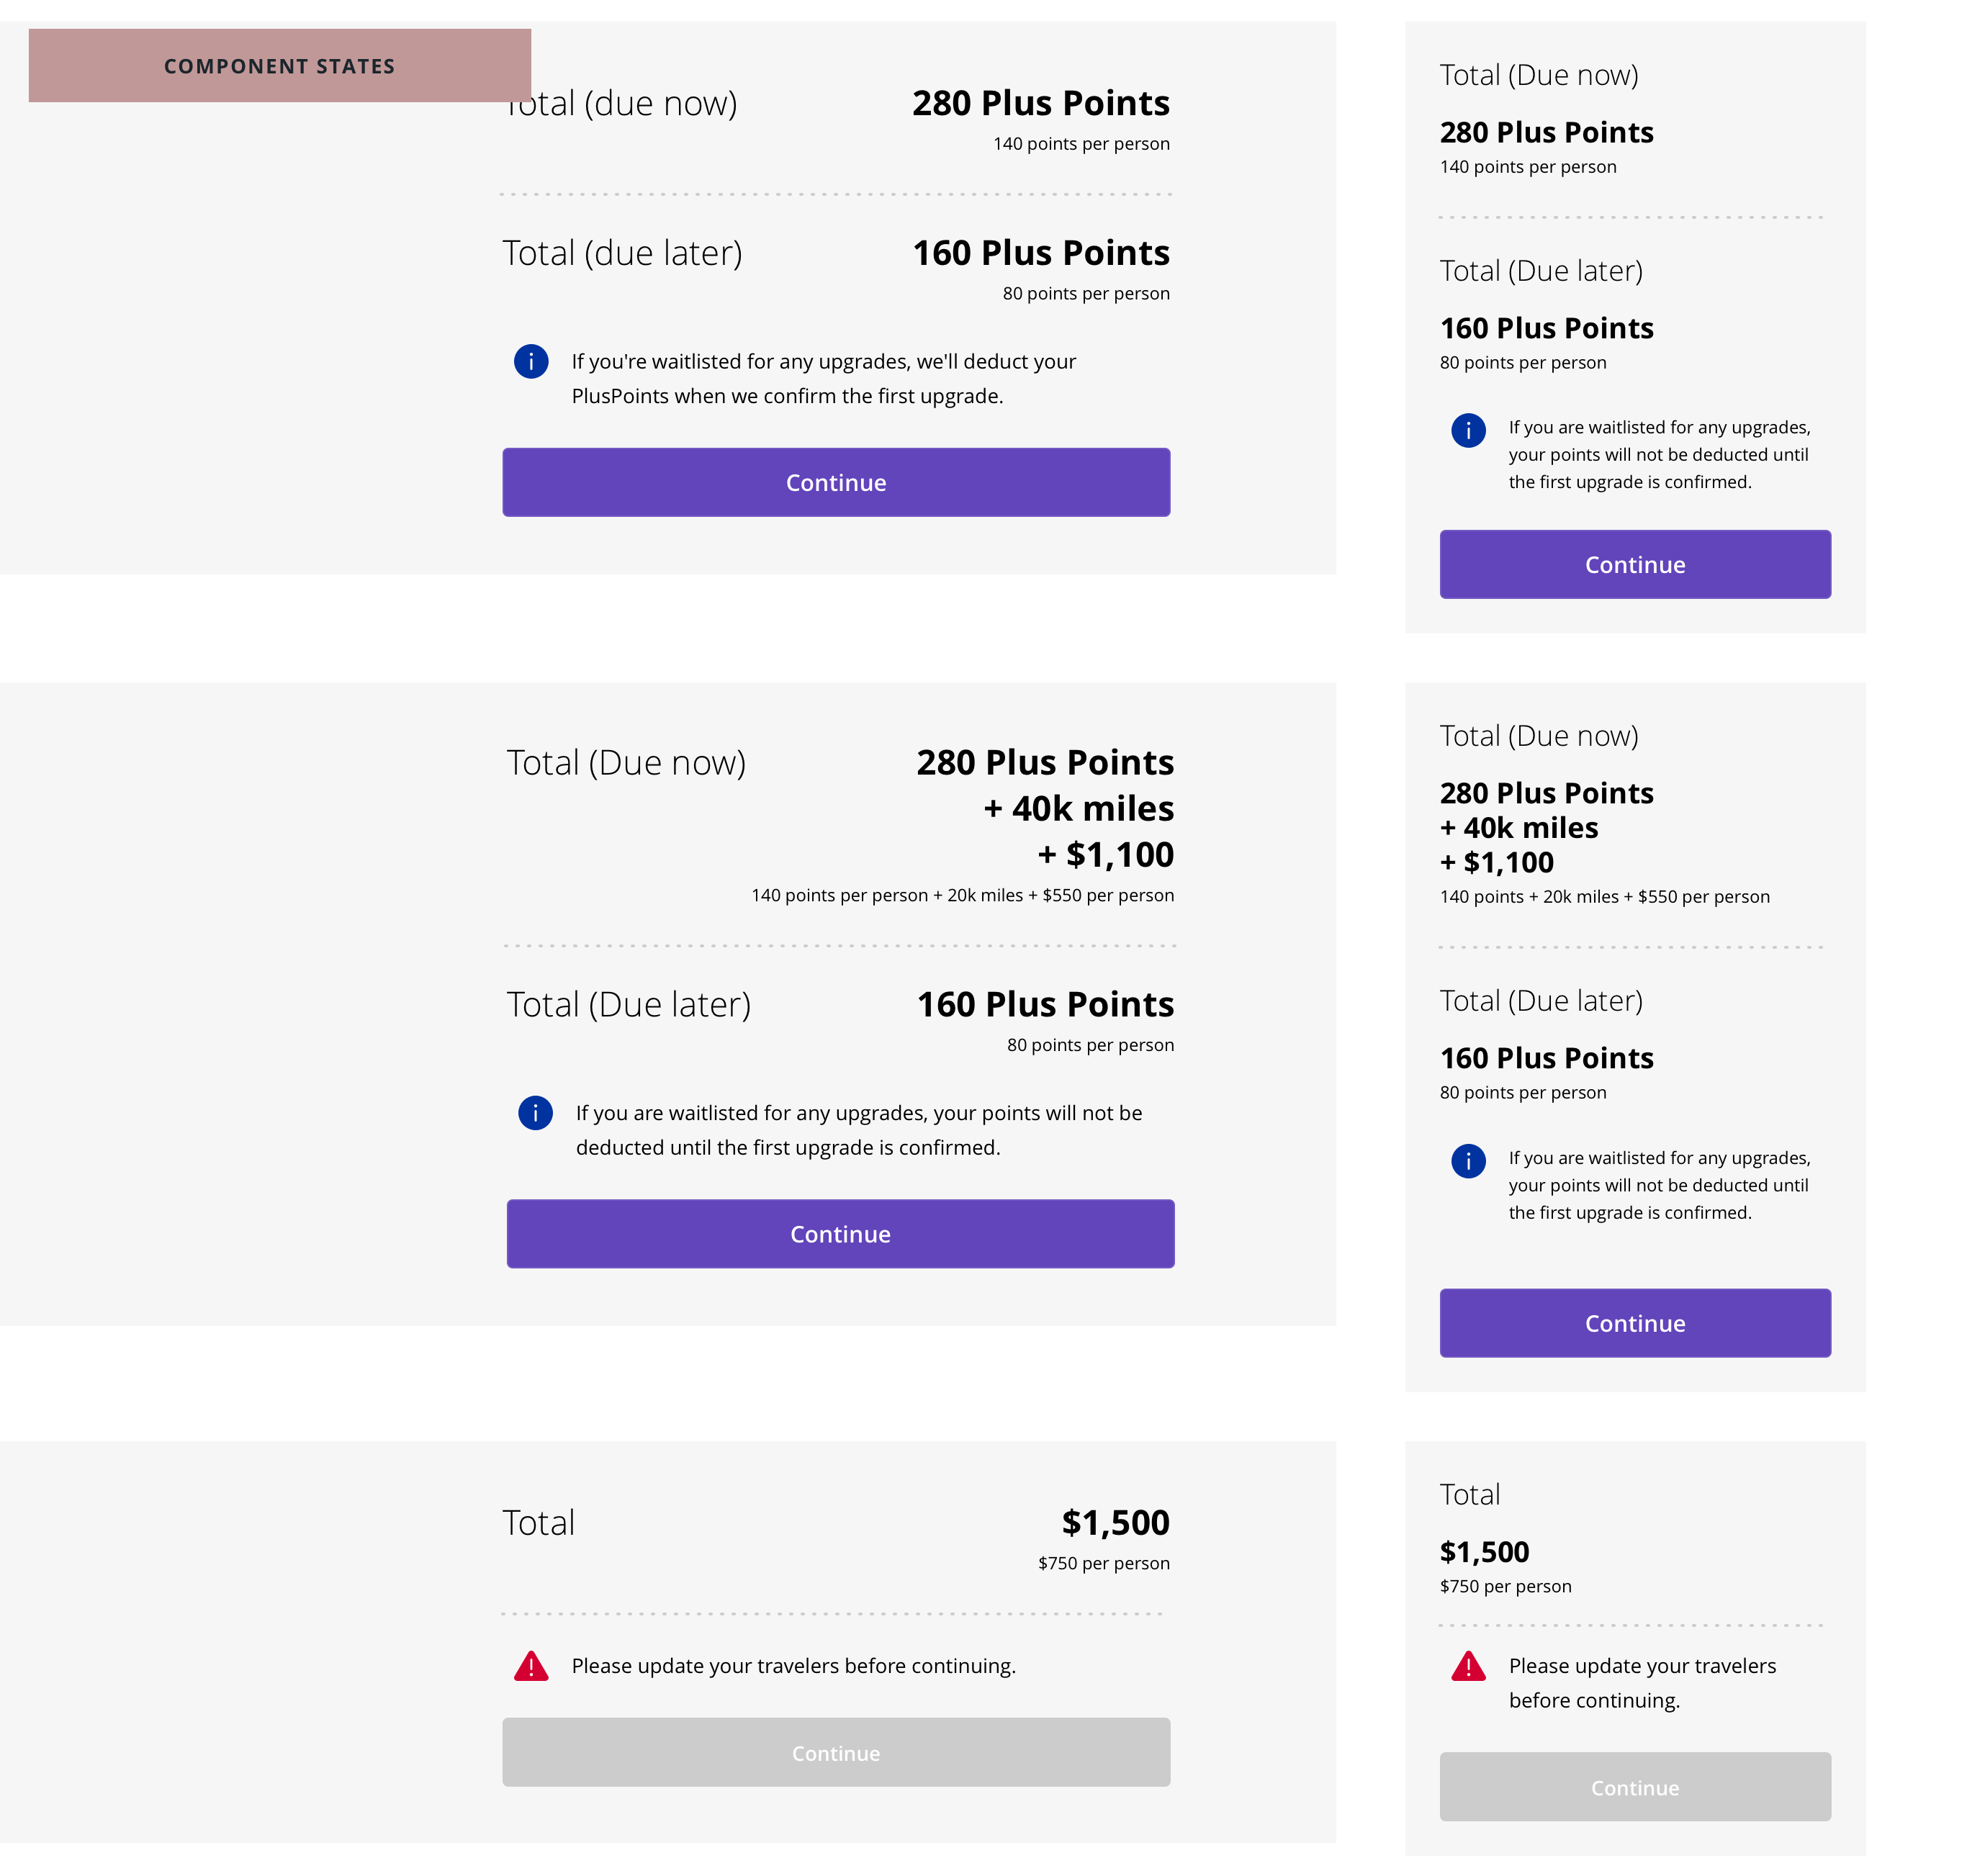 COMPONENT STATES
Total (due now)
280 Plus Points
140 points per person
Total (due later)
160 Plus Points
80 points per person
If you're waitlisted for any upgrades, we'll deduct your
PlusPoints when we confirm the first upgrade.
Continue
Total (Due now)
280 Plus Points
140 points per person
Total (Due later)
160 Plus Points
80 points per person
If you are waitlisted for any upgrades,
your points will not be deducted until
the first upgrade is confirmed.
Continue
Total (Due now)
280 Plus Points
+ 40k miles
+ $1,100
140 points per person + 20k miles + $550 per person
Total (Due later)
160 Plus Points
80 points per person
If you are waitlisted for any upgrades, your points will not be
deducted until the first upgrade is confirmed.
Continue
Total (Due now)
280 Plus Points
+ 40k miles
+ $1,100
140 points + 20k miles + $550 per person
Total (Due later)
160 Plus Points
80 points per person
If you are waitlisted for any upgrades,
your points will not be deducted until
the first upgrade is confirmed.
Continue
Total
$1,500
$750 per person
Please update your travelers before continuing.
Continue
Total
$1,500
$750 per person
Please update your travelers
before continuing.
Continue